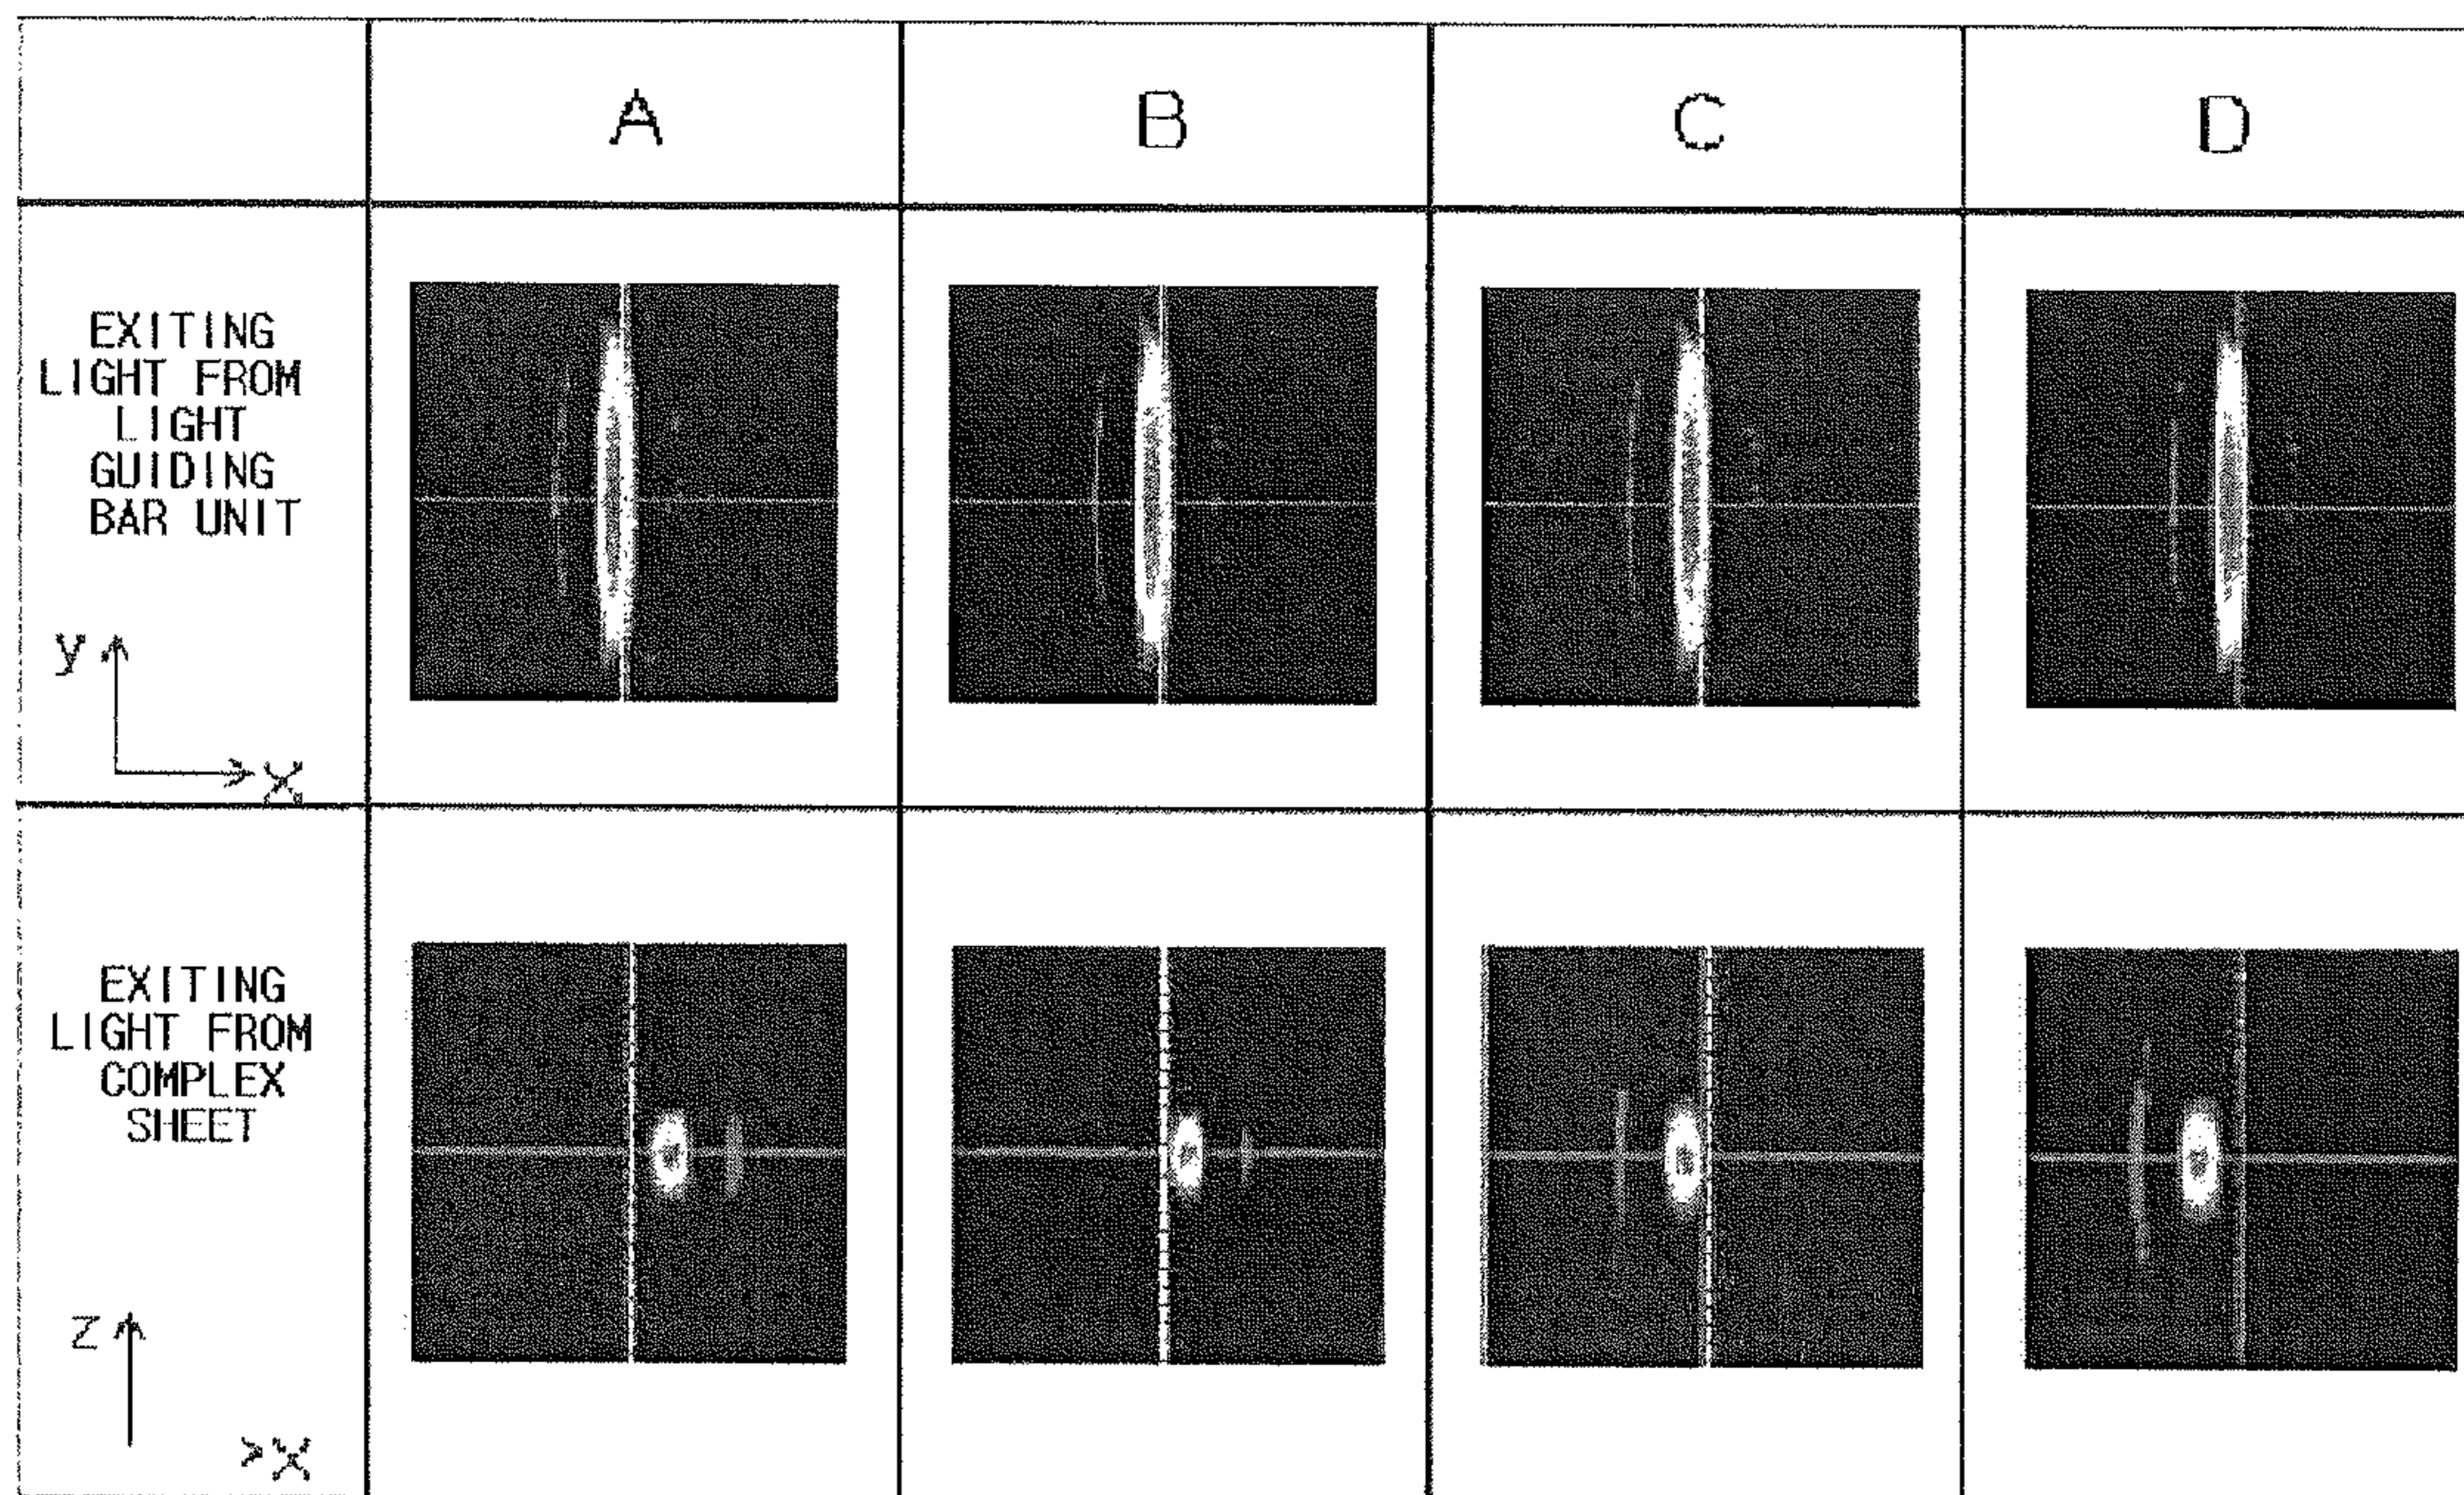 A B C D
EXITING
LIGHT FROM
LIGHT
GUIDING
BAR UNIT
y
x
EXITING
LIGHT FROM
COMPLEX
SHEET
z
x